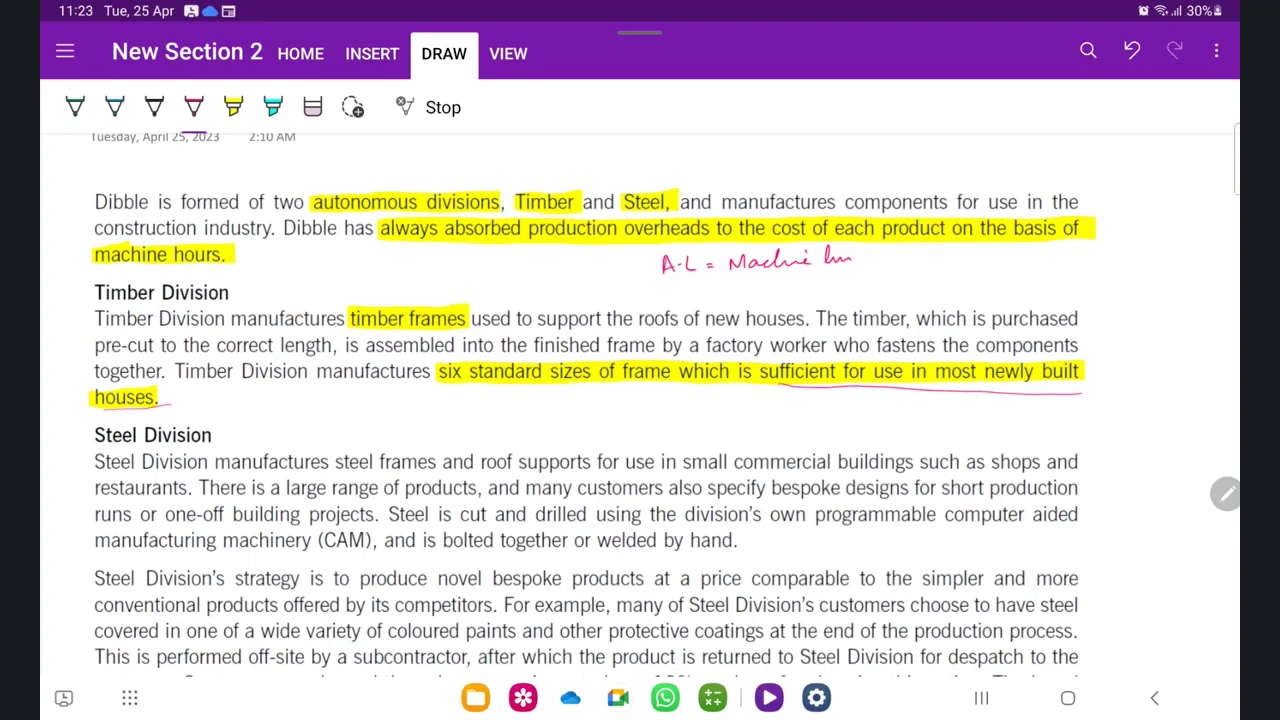 11:23 Tue, 25 Apr 30%
New Section 2 HOME INSERT DRAW VIEW
Stop
Tuesday, April 25, 2023 2:10 AM
Dibble is formed of two autonomous divisions, Timber and Steel, and manufactures components for use in the
construction industry. Dibble has always absorbed production overheads to the cost of each product on the basis of
machine hours.
A-L = Machine
Timber Division
Timber Division manufactures timber frames used to support the roofs of new houses. The timber, which is purchased
pre-cut to the correct length, is assembled into the finished frame by a factory worker who fastens the components
together. Timber Division manufactures six standard sizes of frame which is sufficient for use in most newly built
houses.
Steel Division
Steel Division manufactures steel frames and roof supports for use in small commercial buildings such as shops and
restaurants. There is a large range of products, and many customers also specify bespoke designs for short production
runs or one-off building projects. Steel is cut and drilled using the division's own programmable computer aided
manufacturing machinery (CAM), and is bolted together or welded by hand.
Steel Division's strategy is to produce novel bespoke products at a price comparable to the simpler and more
conventional products offered by its competitors. For example, many of Steel Division's customers choose to have steel
covered in one of a wide variety of coloured paints and other protective coatings at the end of the production process.
This is performed off-site by a subcontractor, after which the product is returned to Steel Division for despatch to the